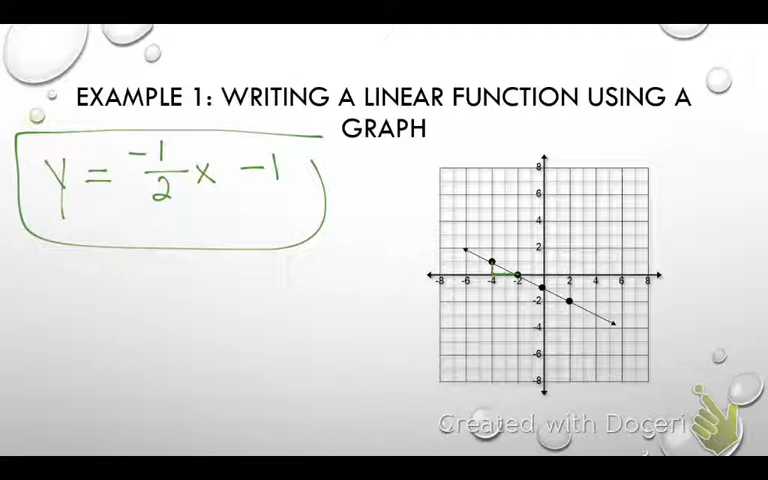 EXAMPLE 1: WRITING A LINEAR FUNCTION USING A
GRAPH
y = -1/2 x -1
8
6
4
2
-8 -6 -4 -2 2 4 6 8
-2
-4
-6
-8
Created with Doceri